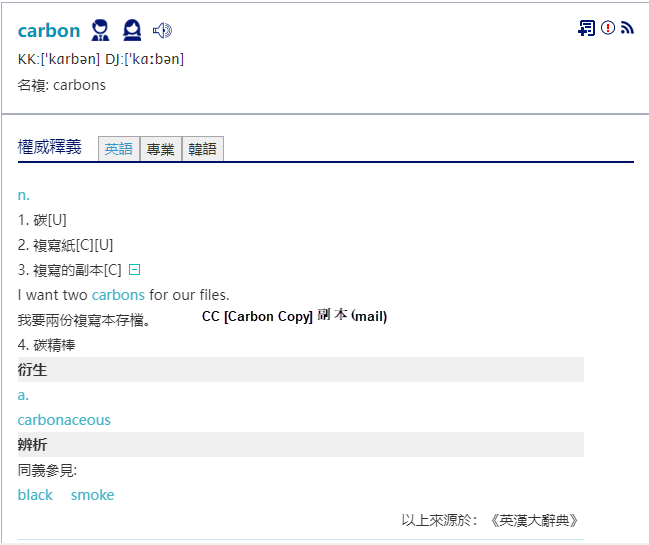 carbon
KK:['kɑrbən] DJ:['kɑːbən]
名複: carbons
權威釋義 英語 專業 韓語
n.
1. 碳[U]
2. 複寫紙[C][U]
3. 複寫的副本[C]
I want two carbons for our files.
我要兩份複寫本存檔。
CC [Carbon Copy] 副本 (mail)
4. 碳精棒
衍生
a.
carbonaceous
辨析
同義參見:
black smoke
以上來源於：《英漢大辭典》